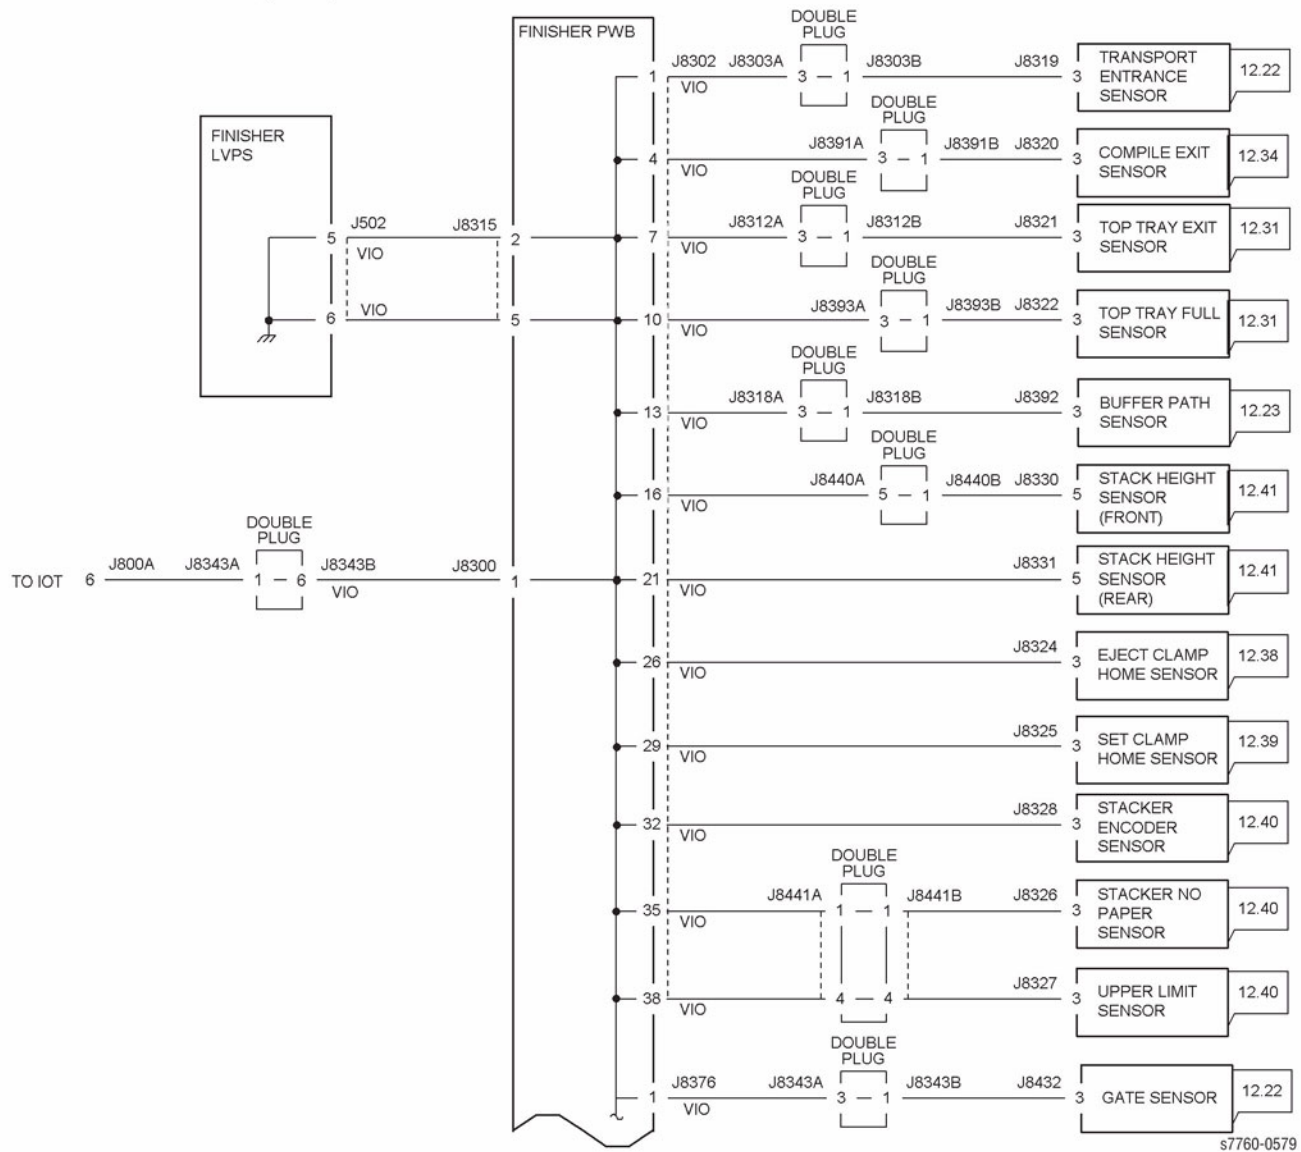 FINISHER PWB
DOUBLE
PLUG
1 J8302 J8303A 3 – 1 J8303B J8319 3
VIO
TRANSPORT
ENTRANCE
SENSOR
12.22
FINISHER
LVPS
DOUBLE
PLUG
4 J8391A 3 – 1 J8391B J8320 3
VIO
COMPILE EXIT
SENSOR
12.34
5 J502 J8315 2
VIO
DOUBLE
PLUG
7 J8312A 3 – 1 J8312B J8321 3
VIO
TOP TRAY EXIT
SENSOR
12.31
6 VIO 5
DOUBLE
PLUG
10 J8393A 3 – 1 J8393B J8322 3
VIO
TOP TRAY FULL
SENSOR
12.31
DOUBLE
PLUG
13 J8318A 3 – 1 J8318B J8392 3
VIO
BUFFER PATH
SENSOR
12.23
DOUBLE
PLUG
16 J8440A 5 – 1 J8440B J8330 5
VIO
STACK HEIGHT
SENSOR
(FRONT)
12.41
DOUBLE
PLUG
TO IOT 6 J800A J8343A 1 – 6 J8343B J8300 1
VIO
21 J8331 5
VIO
STACK HEIGHT
SENSOR
(REAR)
12.41
26 J8324 3
VIO
EJECT CLAMP
HOME SENSOR
12.38
29 J8325 3
VIO
SET CLAMP
HOME SENSOR
12.39
32 J8328 3
VIO
STACKER
ENCODER
SENSOR
12.40
DOUBLE
PLUG
35 J8441A 1 – 1 J8441B J8326 3
VIO
STACKER NO
PAPER
SENSOR
12.40
38 4 – 4 J8327 3
VIO
UPPER LIMIT
SENSOR
12.40
DOUBLE
PLUG
1 J8376 J8343A 3 – 1 J8343B J8432 3
VIO
GATE SENSOR
12.22
s7760-0579